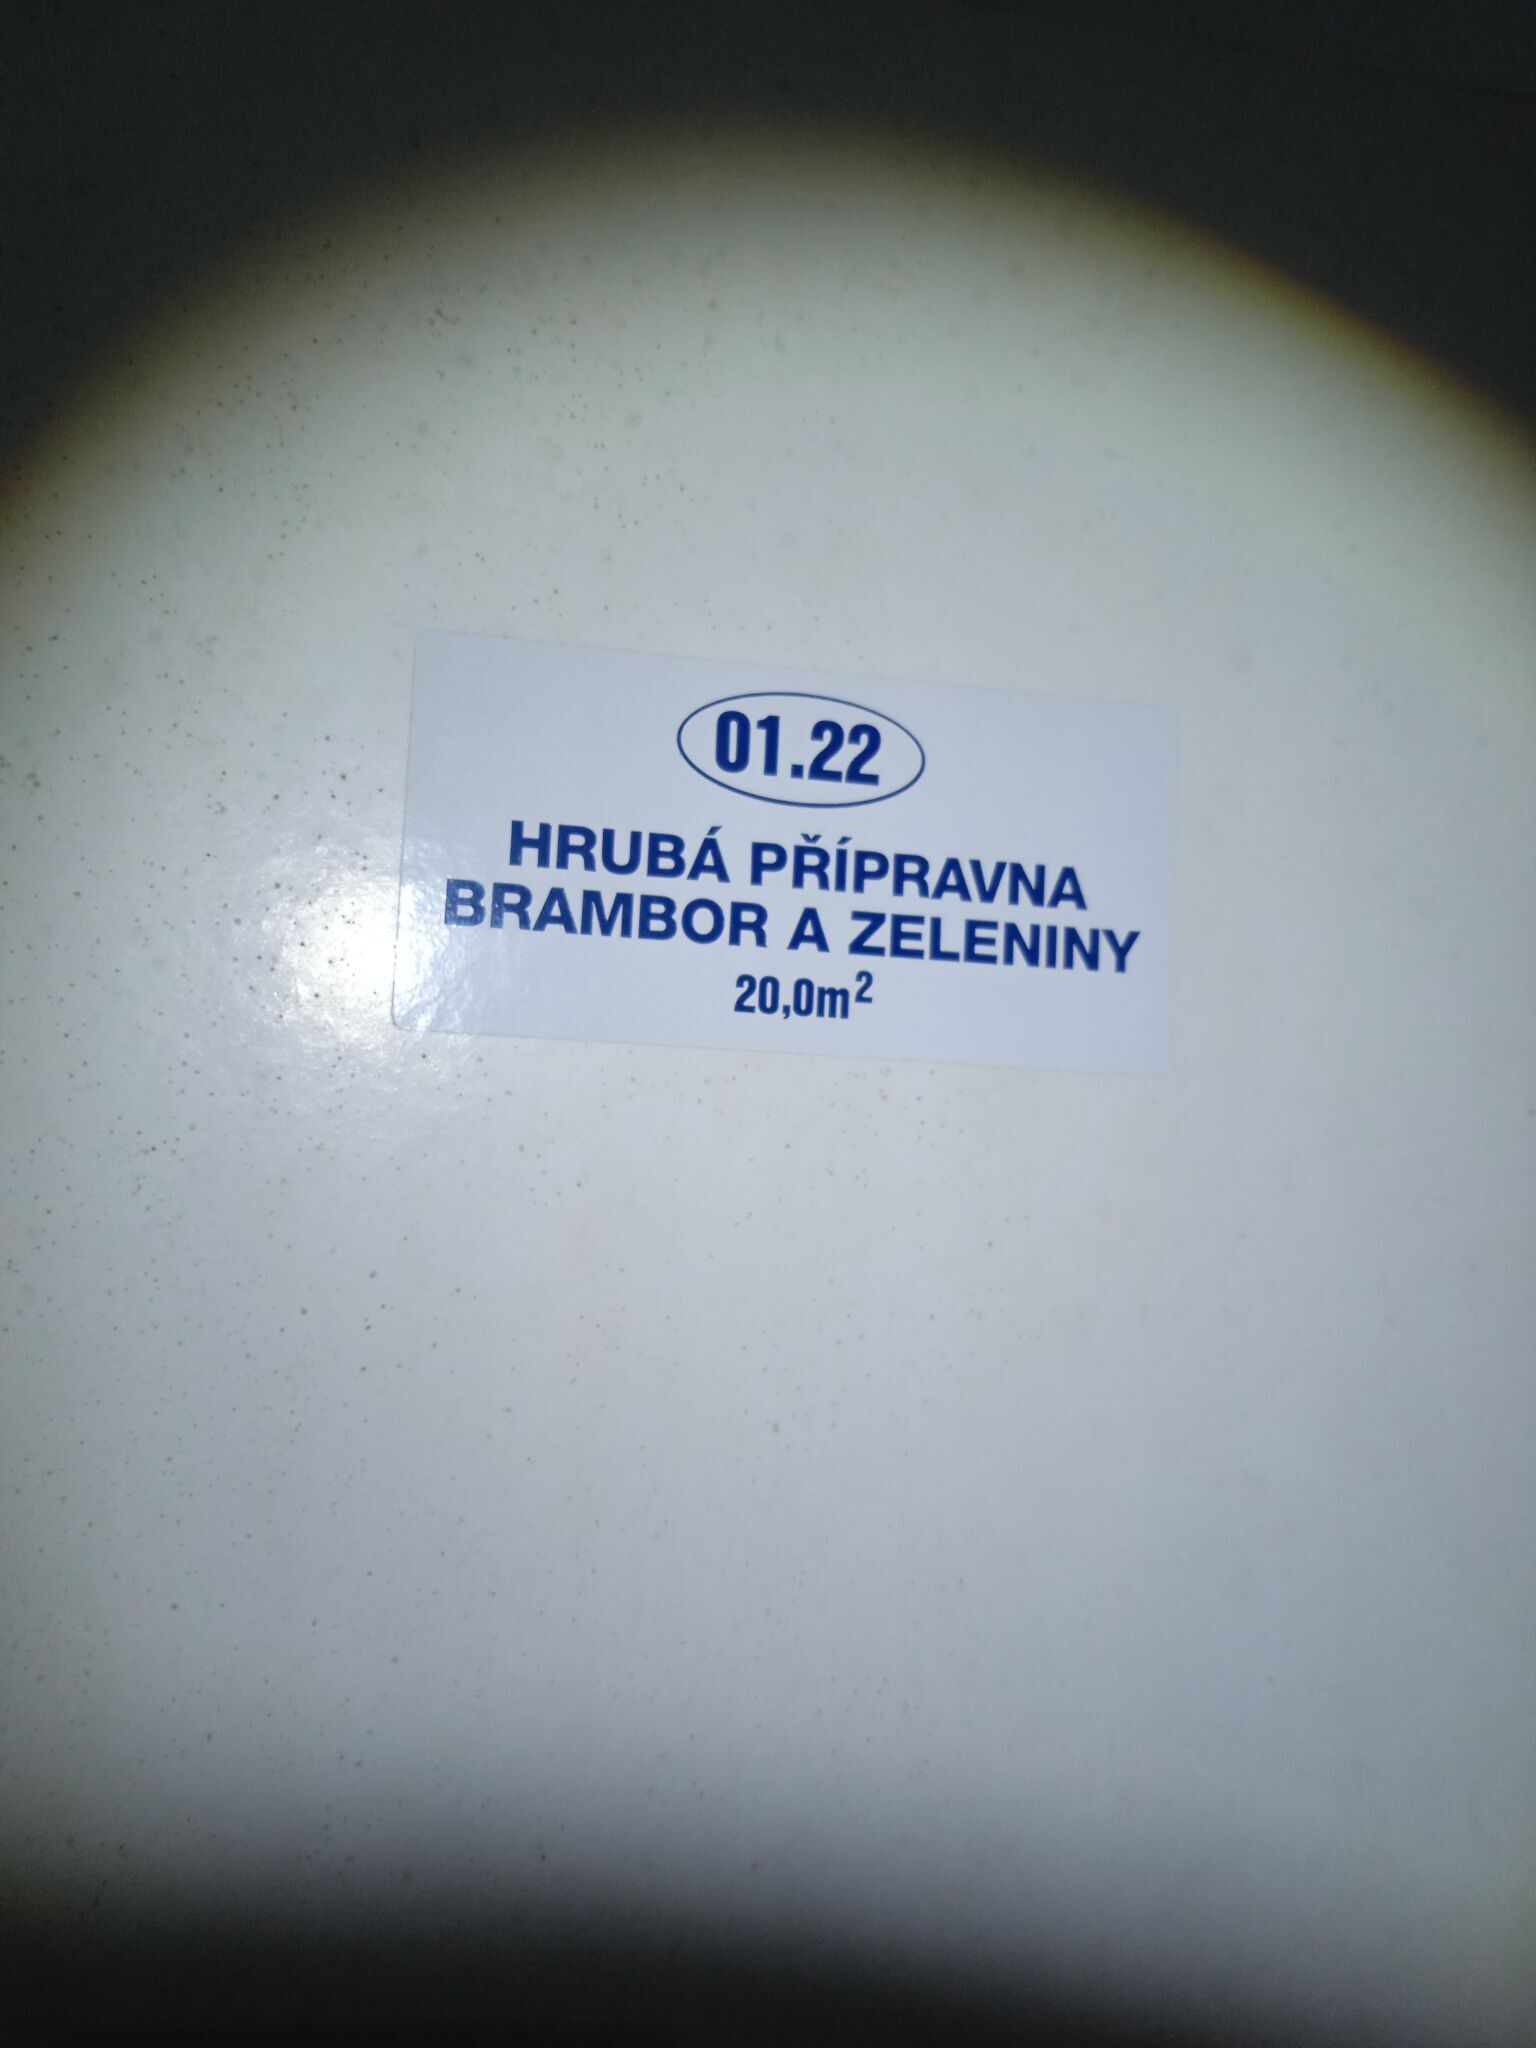 01.22
HRUBÁ PŘÍPRAVNA
BRAMBOR A ZELENINY
20,0m²